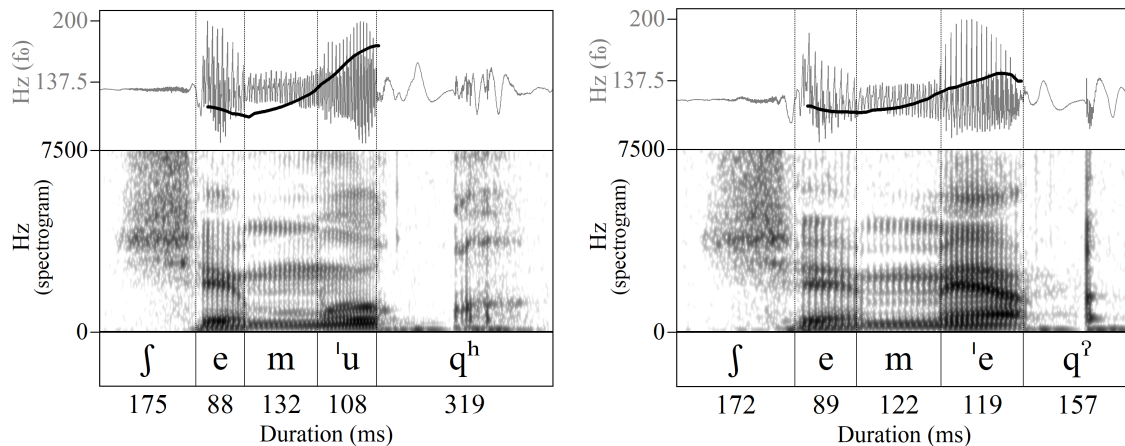 200
Hz (f₀)
137.5
7500
Hz
(spectrogram)
0
ʃ e m ˈu qʰ
175 88 132 108 319
Duration (ms)
200
Hz (f₀)
137.5
7500
Hz
(spectrogram)
0
ʃ e m ˈe qˀ
172 89 122 119 157
Duration (ms)